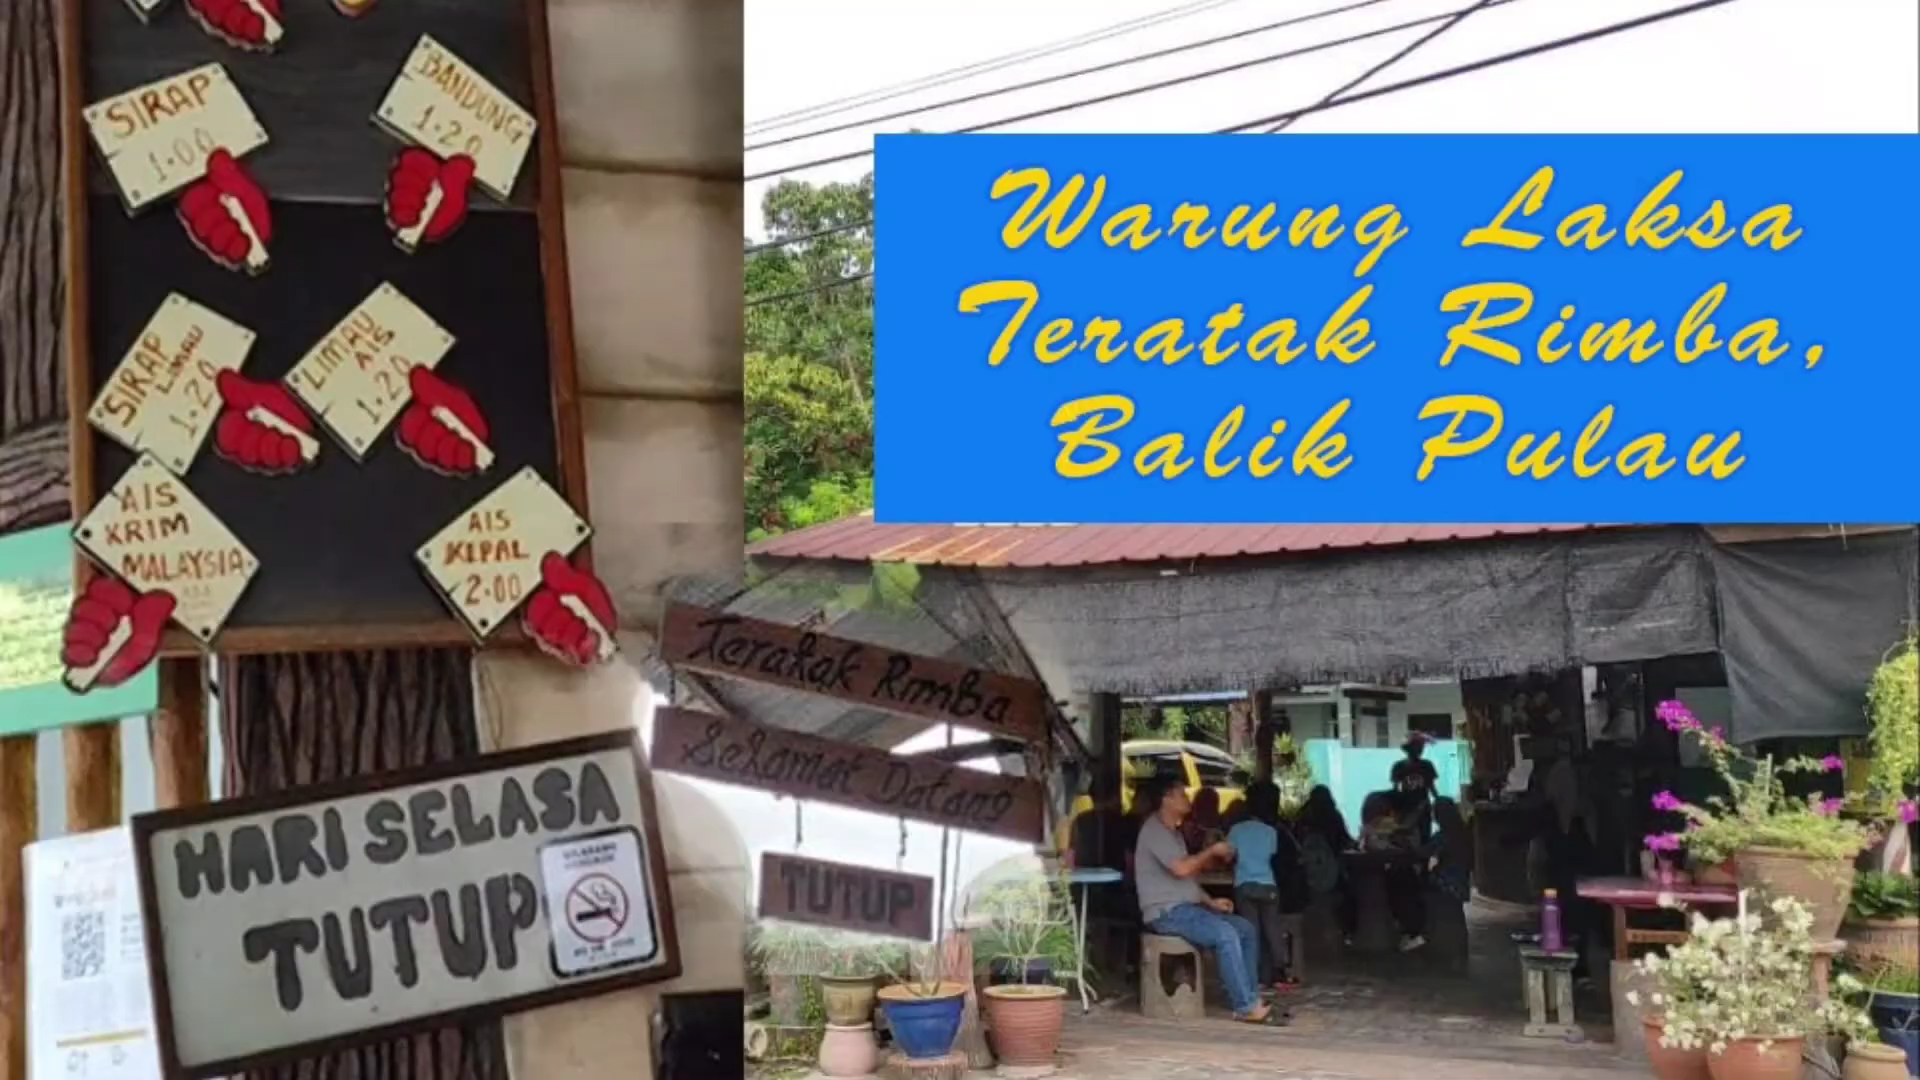 SIRAP
1.00
BANDUNG
1.20
SIRAP
LIMAU
1.20
LIMAU
AIS
1.20
AIS
KRIM
MALAYSIA
AIS
KEPAL
2.00
HARI SELASA
TUTUP
Warung Laksa
Teratak Rimba,
Balik Pulau
Teratak Rimba
Selamat Datang
TUTUP